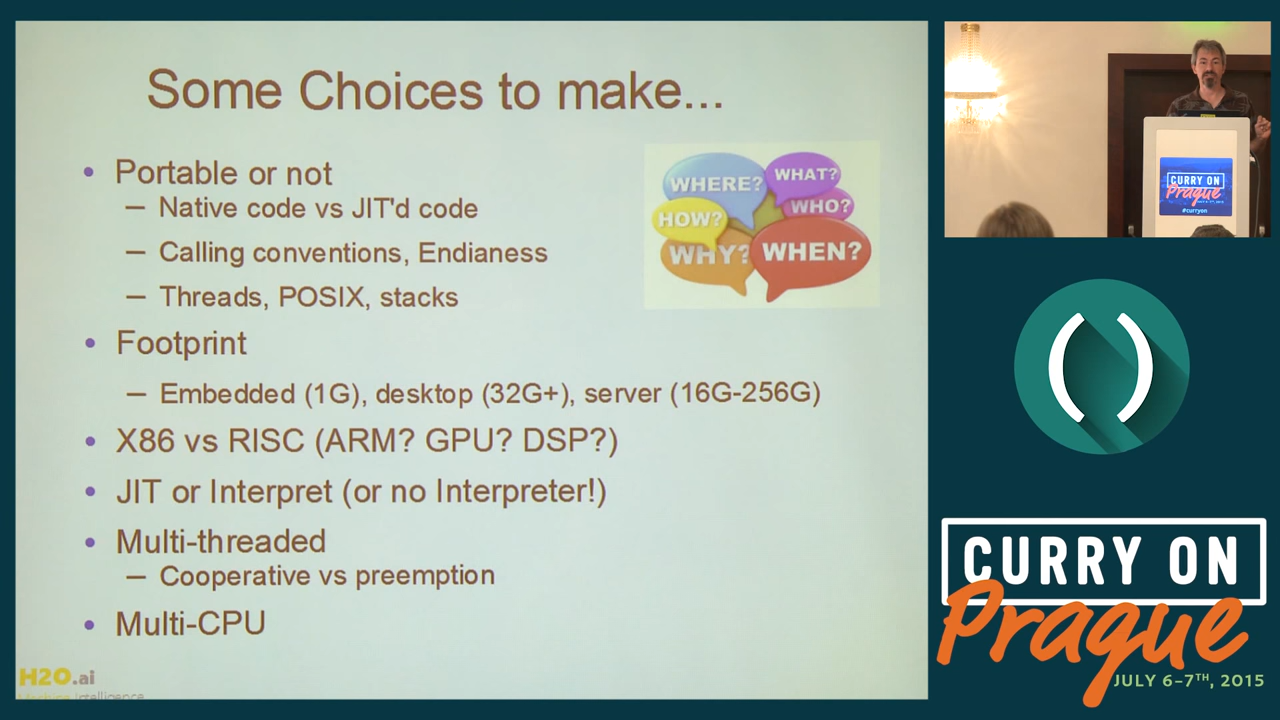 Some Choices to make...
• Portable or not
– Native code vs JIT'd code
– Calling conventions, Endianess
– Threads, POSIX, stacks
• Footprint
– Embedded (1G), desktop (32G+), server (16G-256G)
• X86 vs RISC (ARM? GPU? DSP?)
• JIT or Interpret (or no Interpreter!)
• Multi-threaded
– Cooperative vs preemption
• Multi-CPU
WHERE?
WHAT?
HOW?
WHO?
WHY?
WHEN?
H2O.ai
Machine Intelligence
CURRY ON
Prague
#curryon
( )
CURRY ON
Prague
JULY 6–7TH, 2015